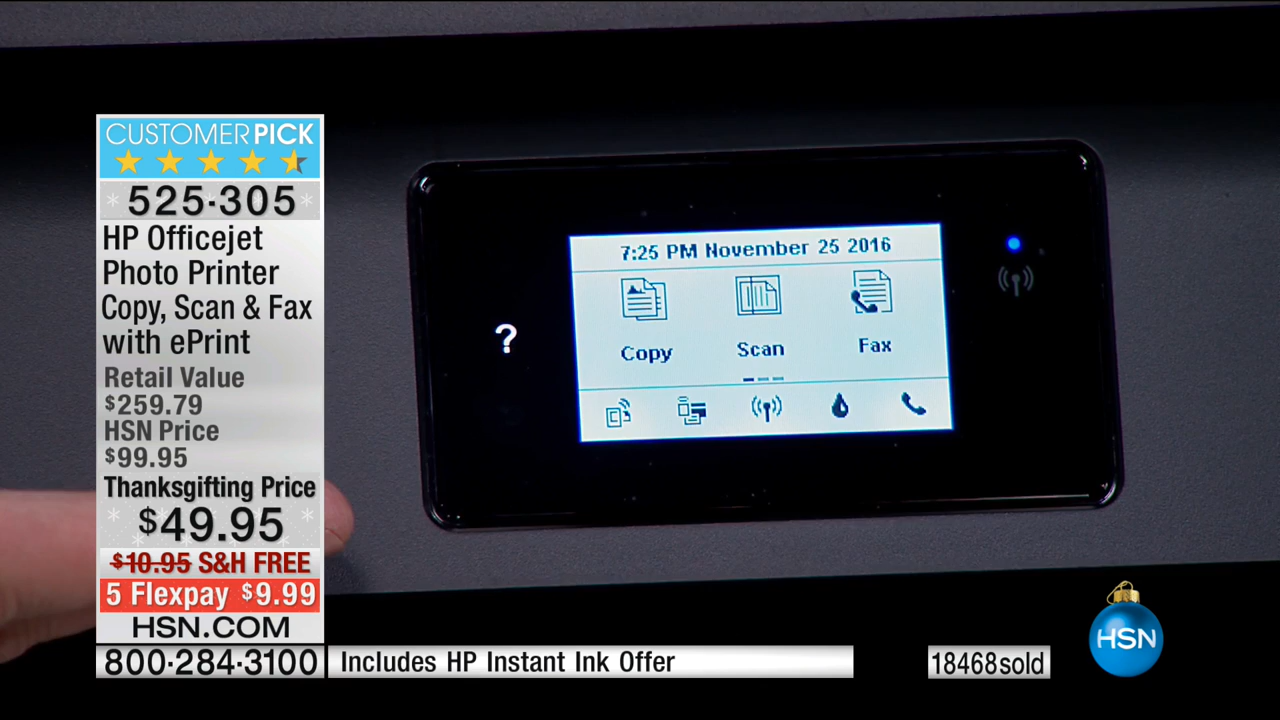 CUSTOMER PICK
525·305
HP Officejet
Photo Printer
Copy, Scan & Fax
with ePrint
Retail Value
$259.79
HSN Price
$99.95
Thanksgifting Price
$49.95
$10.95 S&H FREE
5 Flexpay $9.99
HSN.COM
800·284·3100
Includes HP Instant Ink Offer
18468sold
HSN
?
7:25 PM November 25 2016
Copy
Scan
Fax